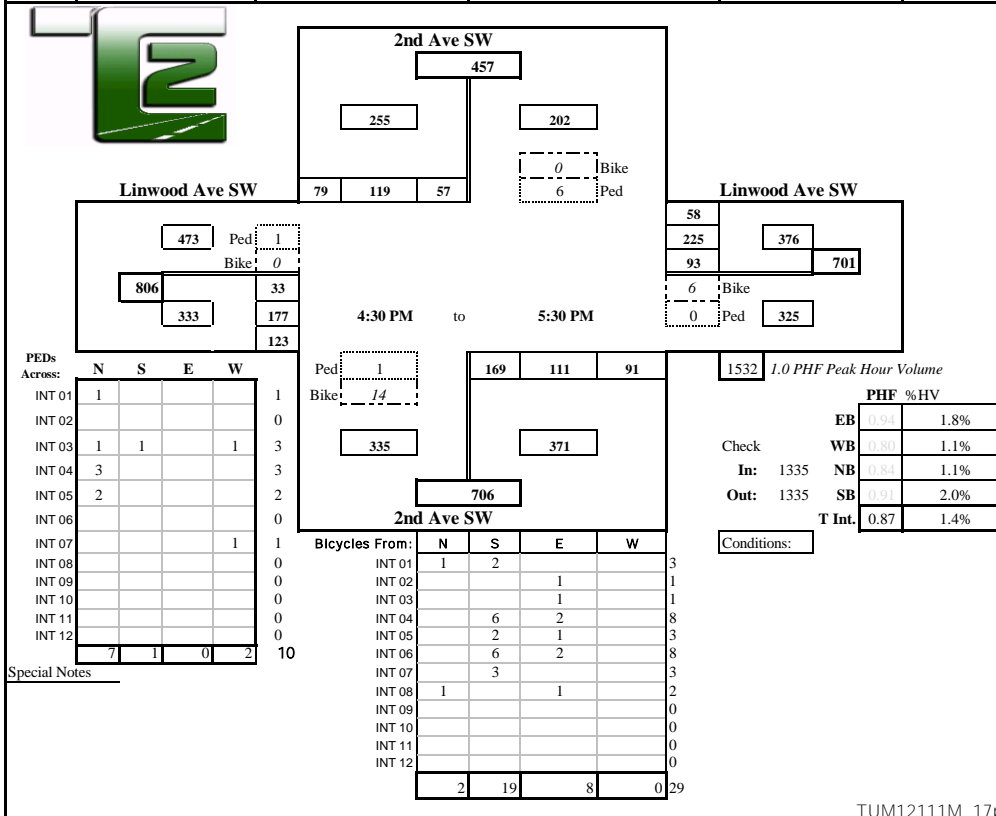 T2
2nd Ave SW
457
255 202
0 Bike
6 Ped
Linwood Ave SW 79 119 57 Linwood Ave SW
58
473 Ped 1 225 376
Bike 0 93 701
806 33 6 Bike
333 177 4:30 PM to 5:30 PM 0 Ped 325
123
PEDs
Across: N S E W Ped 1 169 111 91 1532 1.0 PHF Peak Hour Volume
INT 01 1 1 Bike 14 PHF %HV
INT 02 0 EB 0.94 1.8%
INT 03 1 1 1 3 335 371 Check WB 0.80 1.1%
INT 04 3 3 In: 1335 NB 0.84 1.1%
INT 05 2 2 706 Out: 1335 SB 0.91 2.0%
INT 06 0 2nd Ave SW T Int. 0.87 1.4%
INT 07 1 1 Bicycles From: N S E W Conditions:
INT 08 0 INT 01 1 2 3
INT 09 0 INT 02 1 1
INT 10 0 INT 03 1 1
INT 11 0 INT 04 6 2 8
INT 12 0 INT 05 2 1 3
7 1 0 2 10 INT 06 6 2 8
Special Notes INT 07 3 3
INT 08 1 1 2
INT 09 0
INT 10 0
INT 11 0
INT 12 0
2 19 8 0 29
TUM12111M_17p